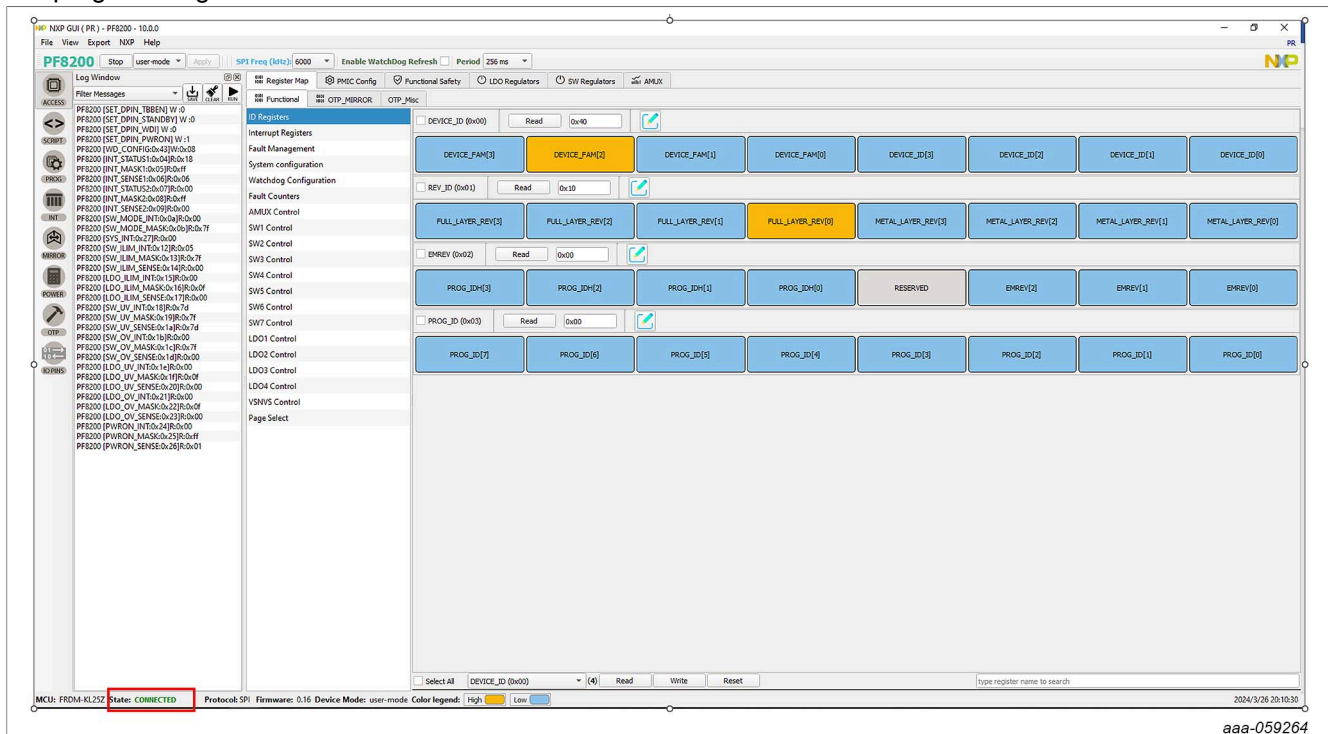 NXP GUI ( PR ) - PF8200 - 10.0.0
File View Export NXP Help
PR
PF8200 Stop user-mode Apply SPI Freq (kHz): 6000 Enable WatchDog Refresh Period 256 ms
NXP
ACCESS
SCRIPT
PROG
INT
MIRROR
POWER
OTP
IO PINS
Log Window
Filter Messages SAVE CLEAR RUN
PF8200 [SET_DPIN_TBBEN] W :0
PF8200 [SET_DPIN_STANDBY] W :0
PF8200 [SET_DPIN_WDI] W :0
PF8200 [SET_DPIN_PWRON] W :1
PF8200 [WD_CONFIG:0x43]W:0x08
PF8200 [INT_STATUS1:0x04]R:0x18
PF8200 [INT_MASK1:0x05]R:0xff
PF8200 [INT_SENSE1:0x06]R:0x06
PF8200 [INT_STATUS2:0x07]R:0x00
PF8200 [INT_MASK2:0x08]R:0xff
PF8200 [INT_SENSE2:0x09]R:0x00
PF8200 [SW_MODE_INT:0x0a]R:0x00
PF8200 [SW_MODE_MASK:0x0b]R:0x7f
PF8200 [SYS_INT:0x27]R:0x00
PF8200 [SW_ILIM_INT:0x12]R:0x05
PF8200 [SW_ILIM_MASK:0x13]R:0x7f
PF8200 [SW_ILIM_SENSE:0x14]R:0x00
PF8200 [LDO_ILIM_INT:0x15]R:0x00
PF8200 [LDO_ILIM_MASK:0x16]R:0x0f
PF8200 [LDO_ILIM_SENSE:0x17]R:0x00
PF8200 [SW_UV_INT:0x18]R:0x7d
PF8200 [SW_UV_MASK:0x19]R:0x7f
PF8200 [SW_UV_SENSE:0x1a]R:0x7d
PF8200 [SW_OV_INT:0x1b]R:0x00
PF8200 [SW_OV_MASK:0x1c]R:0x7f
PF8200 [SW_OV_SENSE:0x1d]R:0x00
PF8200 [LDO_UV_INT:0x1e]R:0x00
PF8200 [LDO_UV_MASK:0x1f]R:0x0f
PF8200 [LDO_UV_SENSE:0x20]R:0x00
PF8200 [LDO_OV_INT:0x21]R:0x00
PF8200 [LDO_OV_MASK:0x22]R:0x0f
PF8200 [LDO_OV_SENSE:0x23]R:0x00
PF8200 [PWRON_INT:0x24]R:0x00
PF8200 [PWRON_MASK:0x25]R:0xff
PF8200 [PWRON_SENSE:0x26]R:0x01
Register Map PMIC Config Functional Safety LDO Regulators SW Regulators AMUX
Functional OTP_MIRROR OTP_Misc
ID Registers
Interrupt Registers
Fault Management
System configuration
Watchdog Configuration
Fault Counters
AMUX Control
SW1 Control
SW2 Control
SW3 Control
SW4 Control
SW5 Control
SW6 Control
SW7 Control
LDO1 Control
LDO2 Control
LDO3 Control
LDO4 Control
VSNVS Control
Page Select
DEVICE_ID (0x00) Read 0x40
DEVICE_FAM[3] DEVICE_FAM[2] DEVICE_FAM[1] DEVICE_FAM[0] DEVICE_ID[3] DEVICE_ID[2] DEVICE_ID[1] DEVICE_ID[0]
REV_ID (0x01) Read 0x10
FULL_LAYER_REV[3] FULL_LAYER_REV[2] FULL_LAYER_REV[1] FULL_LAYER_REV[0] METAL_LAYER_REV[3] METAL_LAYER_REV[2] METAL_LAYER_REV[1] METAL_LAYER_REV[0]
EMREV (0x02) Read 0x00
PROG_IDH[3] PROG_IDH[2] PROG_IDH[1] PROG_IDH[0] RESERVED EMREV[2] EMREV[1] EMREV[0]
PROG_ID (0x03) Read 0x00
PROG_ID[7] PROG_ID[6] PROG_ID[5] PROG_ID[4] PROG_ID[3] PROG_ID[2] PROG_ID[1] PROG_ID[0]
Select All DEVICE_ID (0x00) (4) Read Write Reset type register name to search
MCU: FRDM-KL25Z State: CONNECTED Protocol: SPI Firmware: 0.16 Device Mode: user-mode Color legend: High Low 2024/3/26 20:10:30
aaa-059264